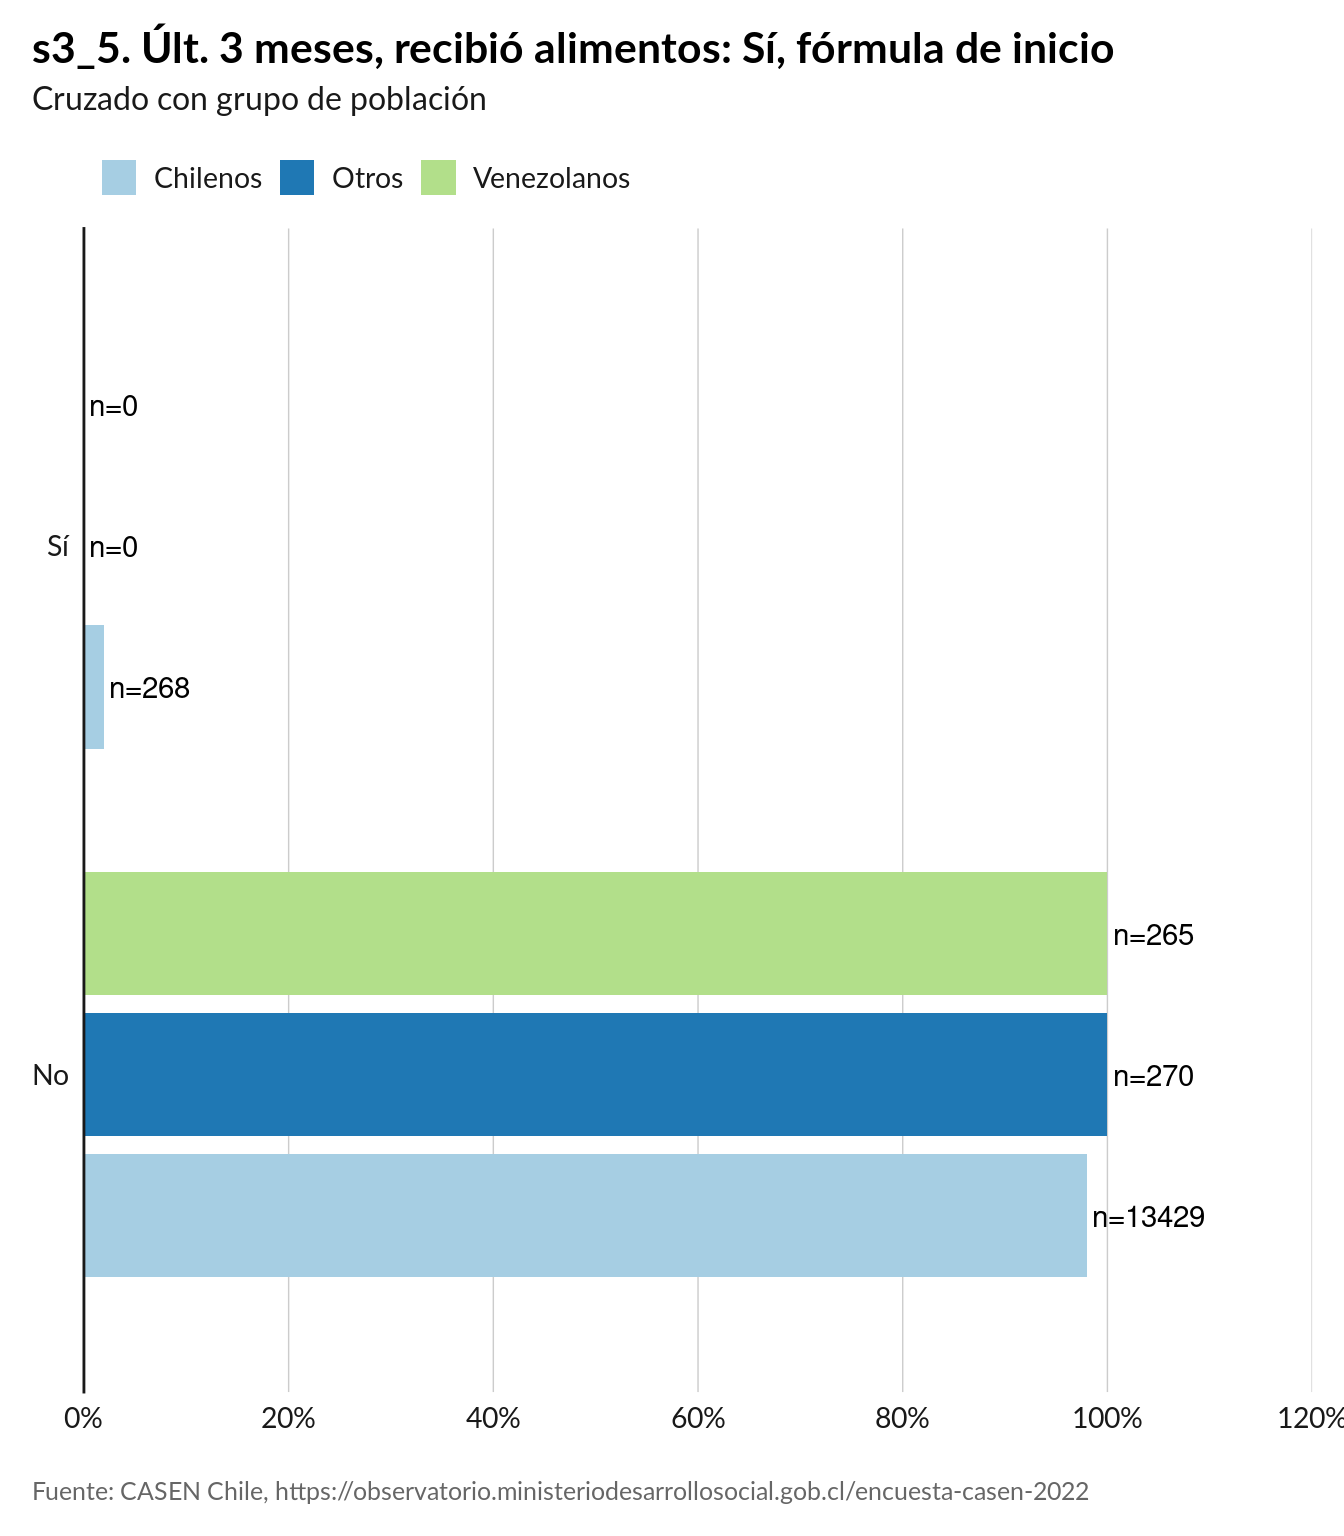 s3_5. Últ. 3 meses, recibió alimentos: Sí, fórmula de inicio
Cruzado con grupo de población
Chilenos Otros Venezolanos
n=0
Sí n=0
n=268
n=265
No n=270
n=13429
0% 20% 40% 60% 80% 100% 120%
Fuente: CASEN Chile, https://observatorio.ministeriodesarrollosocial.gob.cl/encuesta-casen-2022